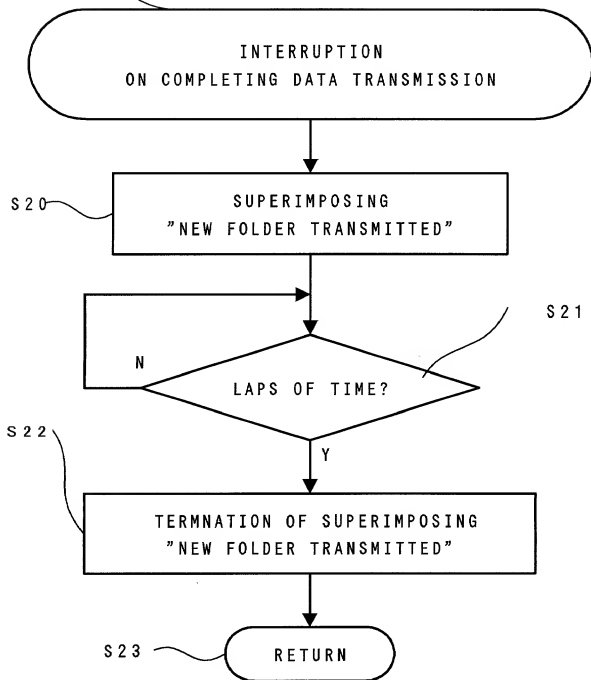 INTERRUPTION
ON COMPLETING DATA TRANSMISSION
S20
SUPERIMPOSING
"NEW FOLDER TRANSMITTED"
S21
N
LAPS OF TIME?
S22
Y
TERMNATION OF SUPERIMPOSING
"NEW FOLDER TRANSMITTED"
S23
RETURN